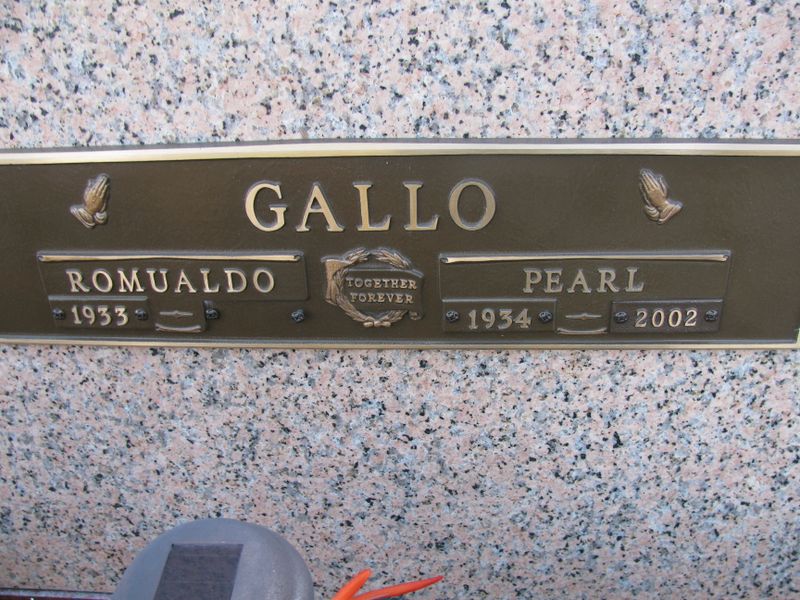 GALLO
ROMUALDO
1933
TOGETHER
FOREVER
PEARL
1934 — 2002